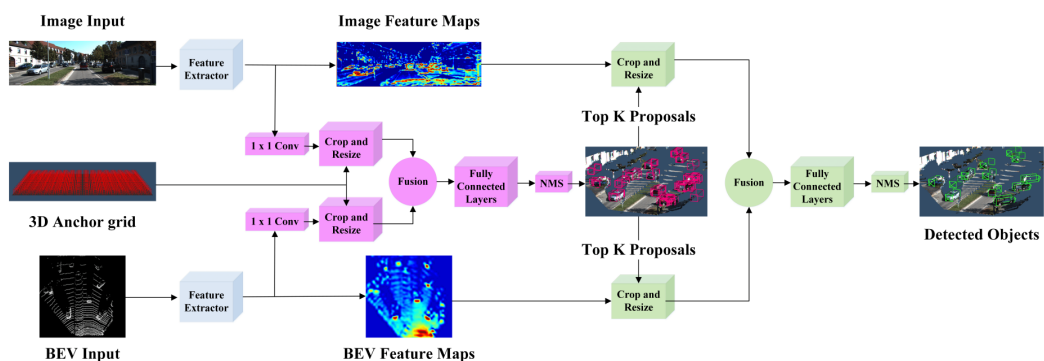 Image Input
Image Feature Maps
Feature
Extractor
Crop and
Resize
Top K Proposals
1 x 1 Conv
Crop and
Resize
Fusion
Fully
Connected
Layers
NMS
Fusion
Fully
Connected
Layers
NMS
3D Anchor grid
1 x 1 Conv
Crop and
Resize
Detected Objects
Top K Proposals
Feature
Extractor
Crop and
Resize
BEV Input
BEV Feature Maps